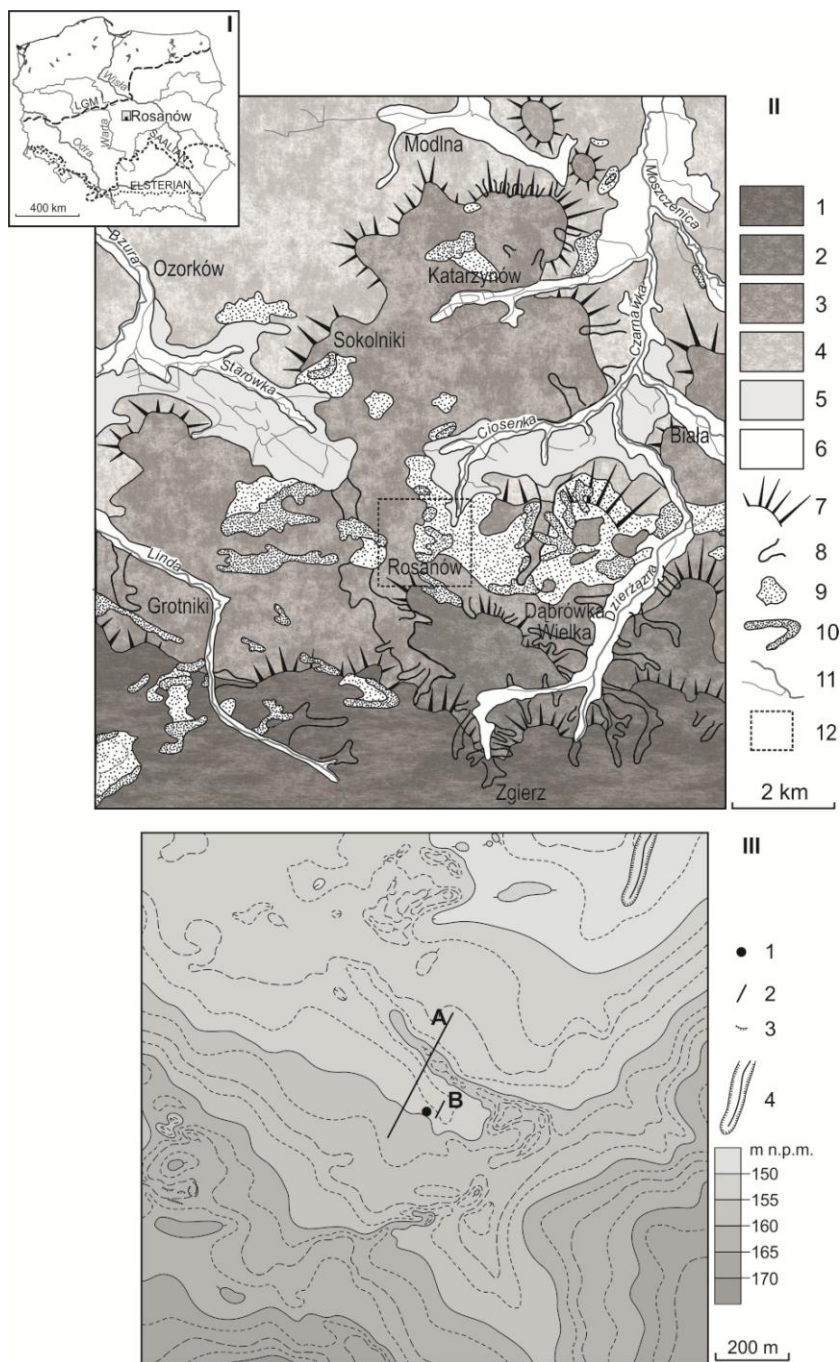 I
Wisła
LGM
Rosanów
Odra
Warta
SAALIAN
ELSTERIAN
400 km
II
Modlna
Moszczenica
Bzura
Ozorków
Katarzynów
Czarnawka
Sokolniki
Starówka
Ciosenka
Biała
Linda
Rosanów
Grotniki
Dąbrówka
Wielka
Dzierżązna
Zgierz
1
2
3
4
5
6
7
8
9
10
11
12
2 km
III
A
B
1
2
3
4
m n.p.m.
150
155
160
165
170
200 m